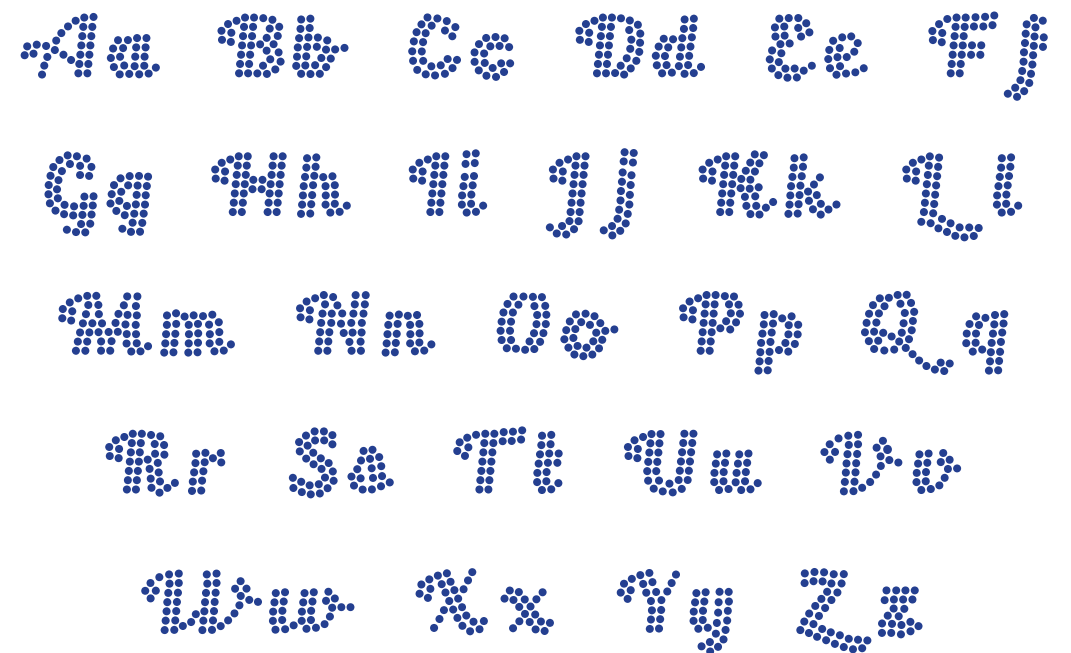 Aa Bb Cc Dd Ee Ff
Gg Hh Ii Jj Kk Ll
Mm Nn Oo Pp Qq
Rr Ss Tt Uu Vv
Ww Xx Yy Zz